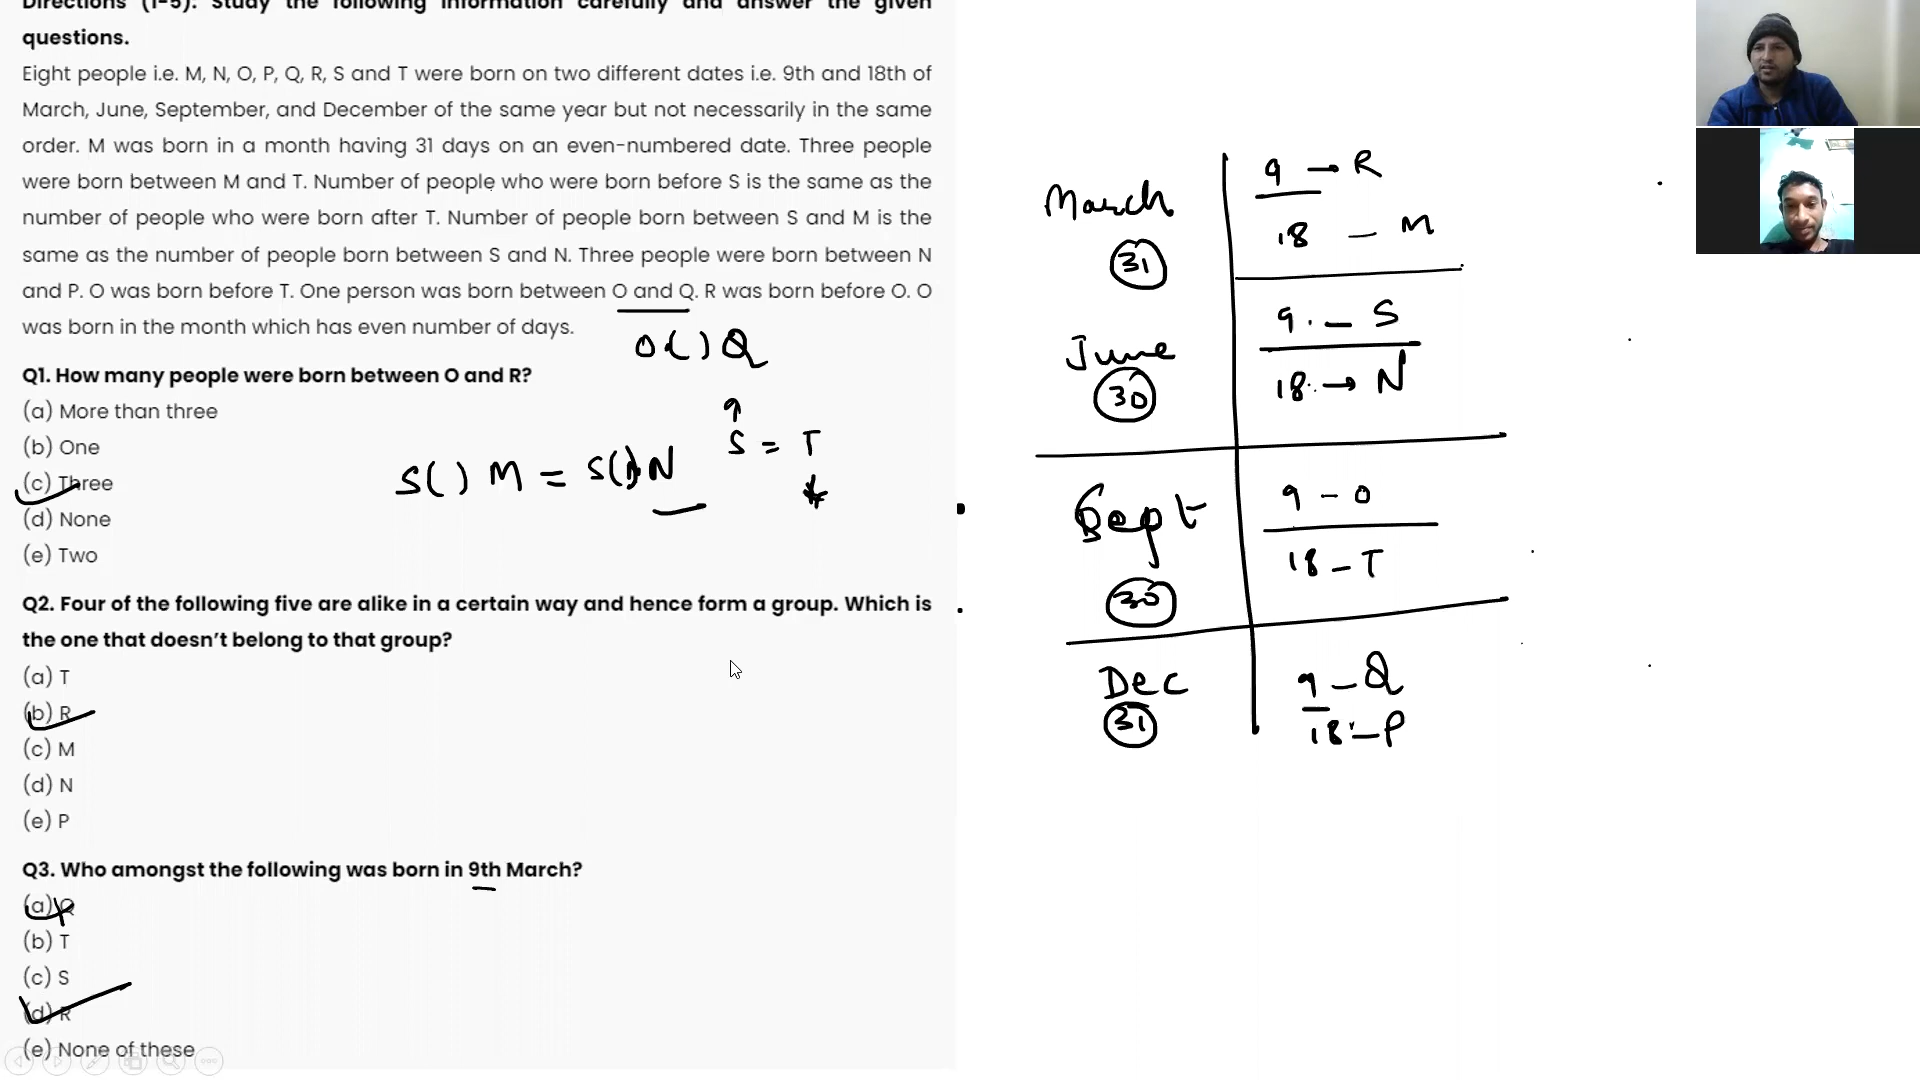 Directions (1-5): Study the following information carefully and answer the given
questions.
Eight people i.e. M, N, O, P, Q, R, S and T were born on two different dates i.e. 9th and 18th of
March, June, September, and December of the same year but not necessarily in the same
order. M was born in a month having 31 days on an even-numbered date. Three people
were born between M and T. Number of people who were born before S is the same as the
number of people who were born after T. Number of people born between S and M is the
same as the number of people born between S and N. Three people were born between N
and P. O was born before T. One person was born between O and Q. R was born before O. O
was born in the month which has even number of days.
O ( ) Q
Q1. How many people were born between O and R?
(a) More than three
(b) One
(c) Three
(d) None
(e) Two
S = T
S ( ) M = S ( ) N
Q2. Four of the following five are alike in a certain way and hence form a group. Which is
the one that doesn't belong to that group?
(a) T
(b) R
(c) M
(d) N
(e) P
Q3. Who amongst the following was born in 9th March?
(a) Q
(b) T
(c) S
(d) R
(e) None of these
March
31
9 → R
18 – M
June
30
9 – S
18 → N
Sept
30
9 – O
18 – T
Dec
31
9 – Q
18 – P